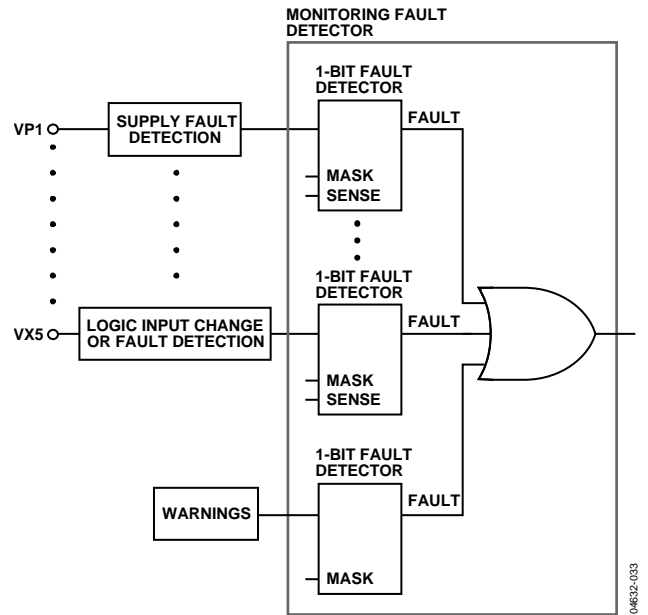 MONITORING FAULT
DETECTOR
1-BIT FAULT
DETECTOR
VP1
SUPPLY FAULT
DETECTION
FAULT
MASK
SENSE
1-BIT FAULT
DETECTOR
VX5
LOGIC INPUT CHANGE
OR FAULT DETECTION
FAULT
MASK
SENSE
1-BIT FAULT
DETECTOR
WARNINGS
FAULT
MASK
04632-033